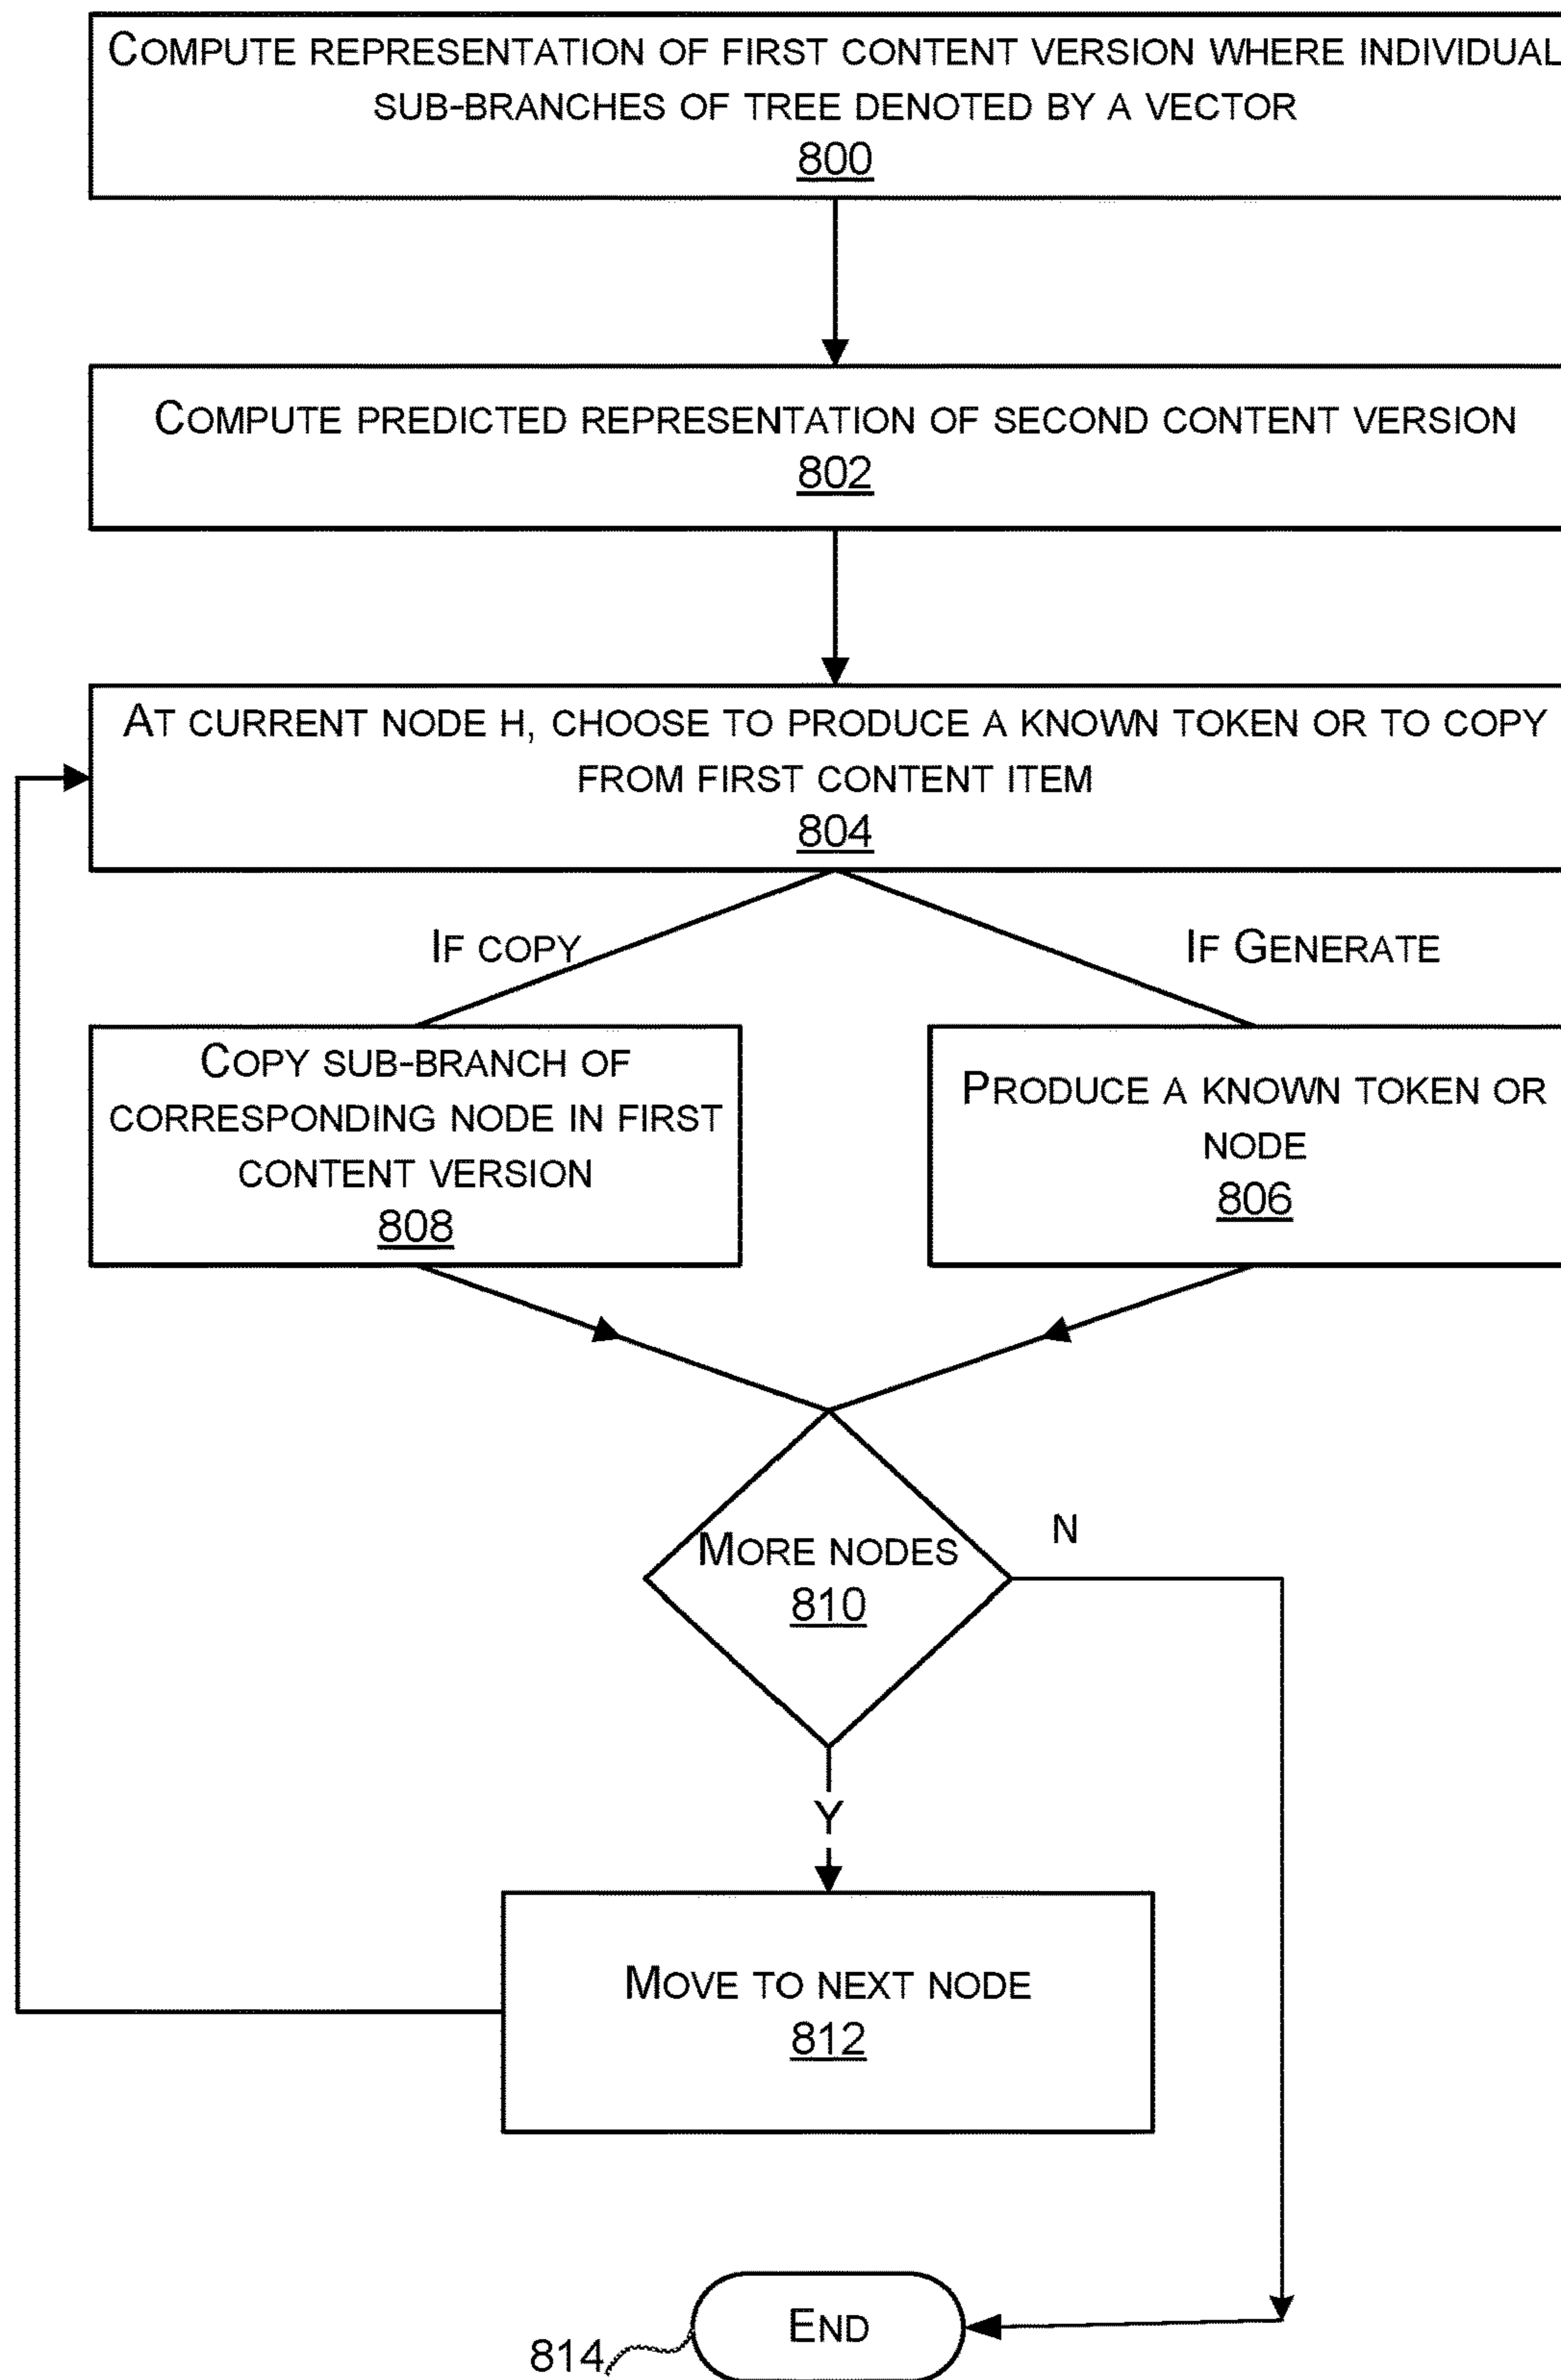 COMPUTE REPRESENTATION OF FIRST CONTENT VERSION WHERE INDIVIDUAL
SUB-BRANCHES OF TREE DENOTED BY A VECTOR
800
COMPUTE PREDICTED REPRESENTATION OF SECOND CONTENT VERSION
802
AT CURRENT NODE H, CHOOSE TO PRODUCE A KNOWN TOKEN OR TO COPY
FROM FIRST CONTENT ITEM
804
IF COPY
IF GENERATE
COPY SUB-BRANCH OF
CORRESPONDING NODE IN FIRST
CONTENT VERSION
808
PRODUCE A KNOWN TOKEN OR
NODE
806
MORE NODES
810
N
Y
MOVE TO NEXT NODE
812
END
814